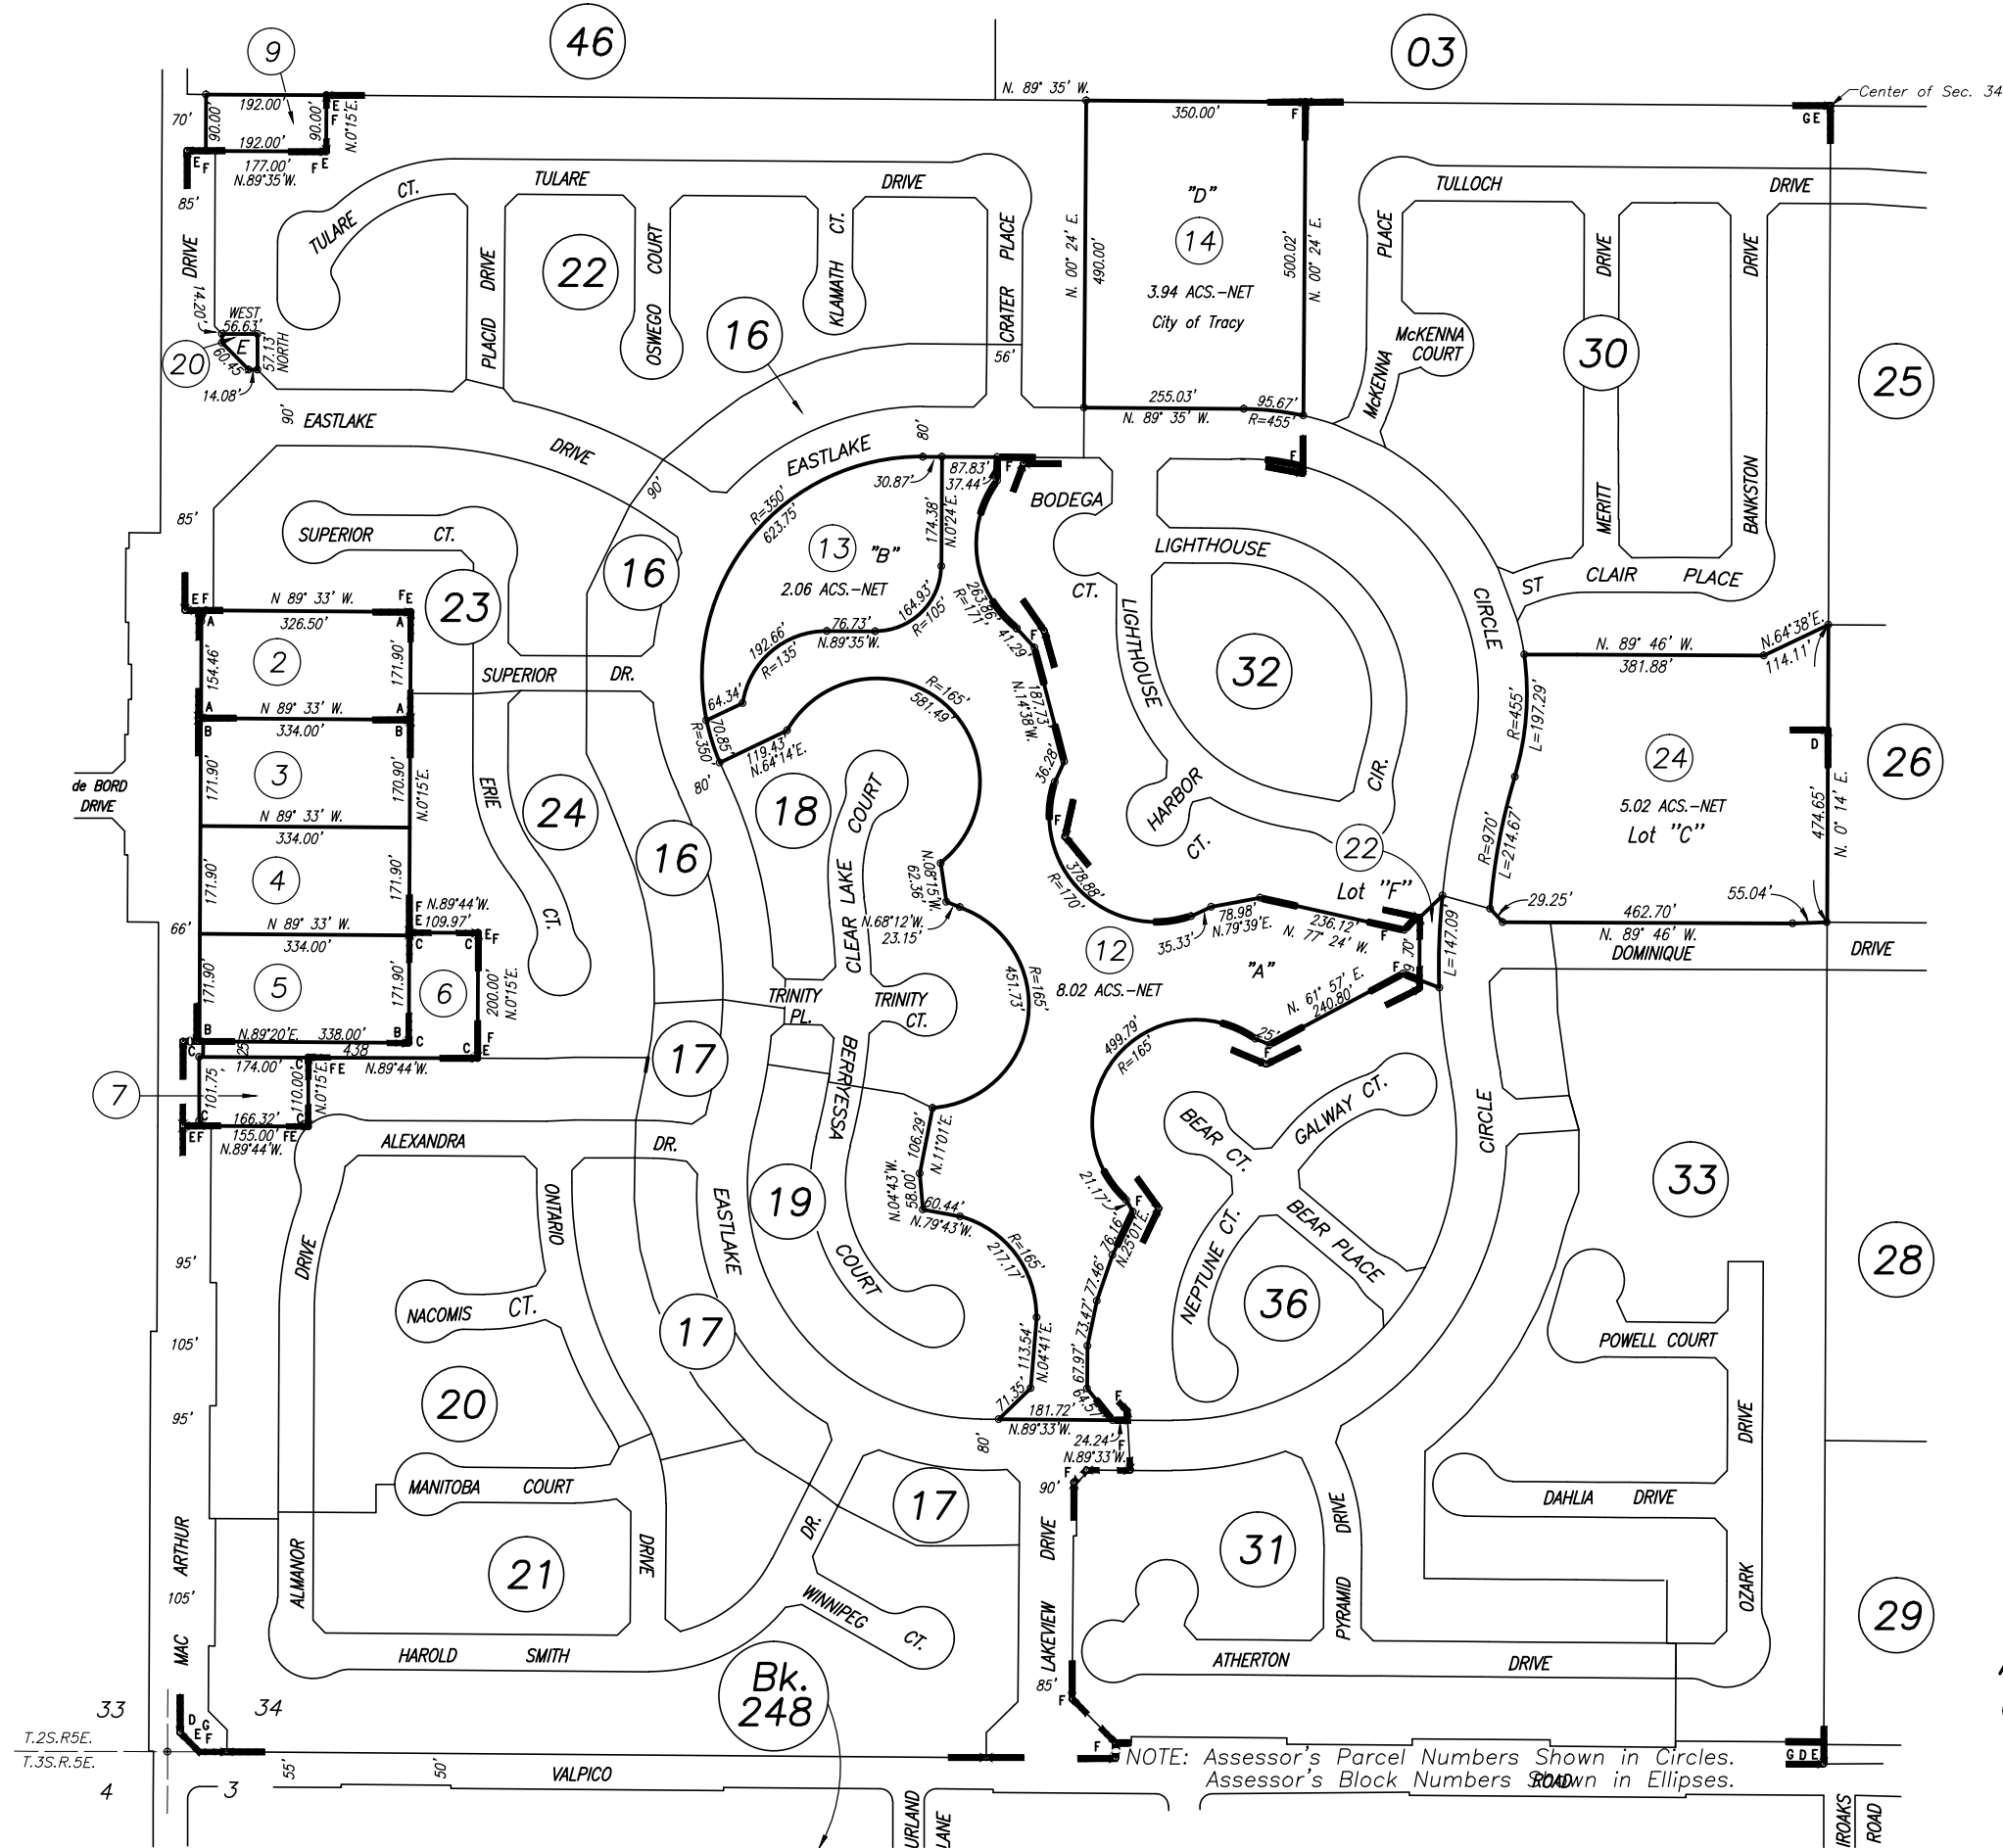 46
03
9
N. 89° 35' W.
Center of Sec. 34
192.00'
90.00'
90.00'
N.0°15'E.
E
F
70'
192.00'
177.00'
N.89°35'W.
E F
F E
350.00'
F
G E
85'
TULARE CT.
TULARE DRIVE
"D"
14
3.94 ACS.-NET
City of Tracy
N. 00° 24' E.
490.00'
500.02'
N. 00° 24' E.
TULLOCH DRIVE
PLACE
DRIVE
DRIVE
DRIVE
PLACID DRIVE
22
OSWEGO COURT
KLAMATH CT.
CRATER PLACE
16
56'
McKENNA
McKENNA
COURT
30
25
14.20'
WEST
56.63'
E
57.13'
NORTH
60.45'
20
14.08'
90'
EASTLAKE DRIVE
255.03'
N. 89° 35' W.
95.67'
R=455'
MERITT
BANKSTON
80'
EASTLAKE
90'
30.87'
87.83'
37.44'
F
F
BODEGA
CT.
R=350'
623.75'
174.38'
N.0°24'E.
13
"B"
2.06 ACS.-NET
85'
SUPERIOR CT.
LIGHTHOUSE
CIRCLE
ST CLAIR PLACE
16
23
E F
N 89° 33' W.
326.50'
F E
A
A
164.93'
R=105'
76.73'
N.89°35'W.
192.66'
R=135'
263.86'
R=171'
41.29'
F
LIGHTHOUSE
32
N. 89° 46' W.
381.88'
N.64°38'E.
114.11'
2
154.46'
171.90'
SUPERIOR DR.
64.34'
R=350'
70.85'
119.43'
N.64°14'E.
R=165'
581.49'
187.73'
N.14°38'W.
R=455'
L=197.29'
A
N 89° 33' W.
A
B
334.00'
B
D
24
26
3
171.90'
170.90'
N.0°15'E.
ERIE CT.
80'
36.28'
5.02 ACS.-NET
Lot "C"
474.65'
N. 0° 14' E.
de BORD
DRIVE
24
18
CLEAR LAKE COURT
HARBOR CT.
CIR.
F
N 89° 33' W.
334.00'
16
22
R=970'
L=214.67'
4
171.90'
171.90'
N.08°15'W.
62.36'
378.88'
R=170'
Lot "F"
29.25'
55.04'
F
E
N.89°44'W.
109.97'
N.68°12'W.
23.15'
78.98'
N.79°39'E.
35.33'
236.12'
N. 77° 24' W.
F
462.70'
N. 89° 46' W.
66'
N 89° 33' W.
334.00'
C
C
E F
12
"A"
8.02 ACS.-NET
L=147.09'
DOMINIQUE DRIVE
5
171.90'
171.90'
6
200.00'
N.0°15'E.
TRINITY
PL.
TRINITY
CT.
451.73'
R=165'
N. 61° 57' E.
240.80'
F
B
N.89°20'E. 338.00'
B
C
F
E
C
C
25'
438
174.00'
C
F E
N.89°44'W.
17
BERRYESSA COURT
499.79'
R=165'
25'
F
7
101.75'
110.00'
N.0°15'E.
C
C
166.32'
155.00'
N.89°44'W.
E F
F E
ALEXANDRA DR.
106.29'
N.11°01'E.
BEAR CT.
GALWAY CT.
CIRCLE
33
ONTARIO
EASTLAKE
19
N.04°43'W.
58.00'
60.44'
N.79°43'W.
21.17'
F
76.16'
N.25°01'E.
NEPTUNE CT.
BEAR PLACE
R=165'
217.17'
95'
DRIVE
77.46'
28
NACOMIS CT.
17
36
73.47'
105'
113.54'
N.04°41'E.
67.97'
POWELL COURT
20
71.35'
64.57'
F
95'
181.72'
N.89°33'W.
80'
24.24'
F
N.89°33'W.
DRIVE
MANITOBA COURT
17
F
90'
DAHLIA DRIVE
DR.
DRIVE
31
21
DRIVE
MAC ARTHUR
ALMANOR
DRIVE
LAKEVIEW
PYRAMID
OZARK
105'
WINNIPEG CT.
29
HAROLD SMITH
ATHERTON DRIVE
Bk.
248
85'
F
33
34
D
E
G
F
T.2S.R5E.
T.3S.R.5E.
4
3
55'
50'
VALPICO ROAD
F
G D E
NOTE: Assessor's Parcel Numbers Shown in Circles.
Assessor's Block Numbers Shown in Ellipses.
URLAND
LANE
IROAKS
ROAD